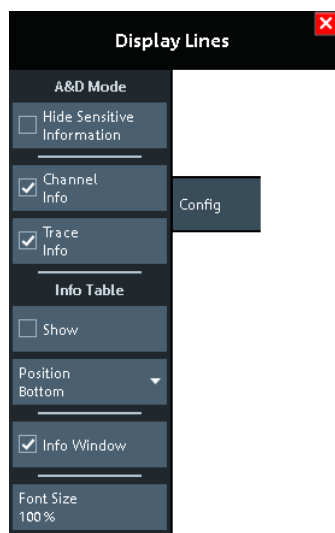 Display Lines
A&D Mode
Hide Sensitive
Information
Channel
Info
Config
Trace
Info
Info Table
Show
Position
Bottom
Info Window
Font Size
100 %